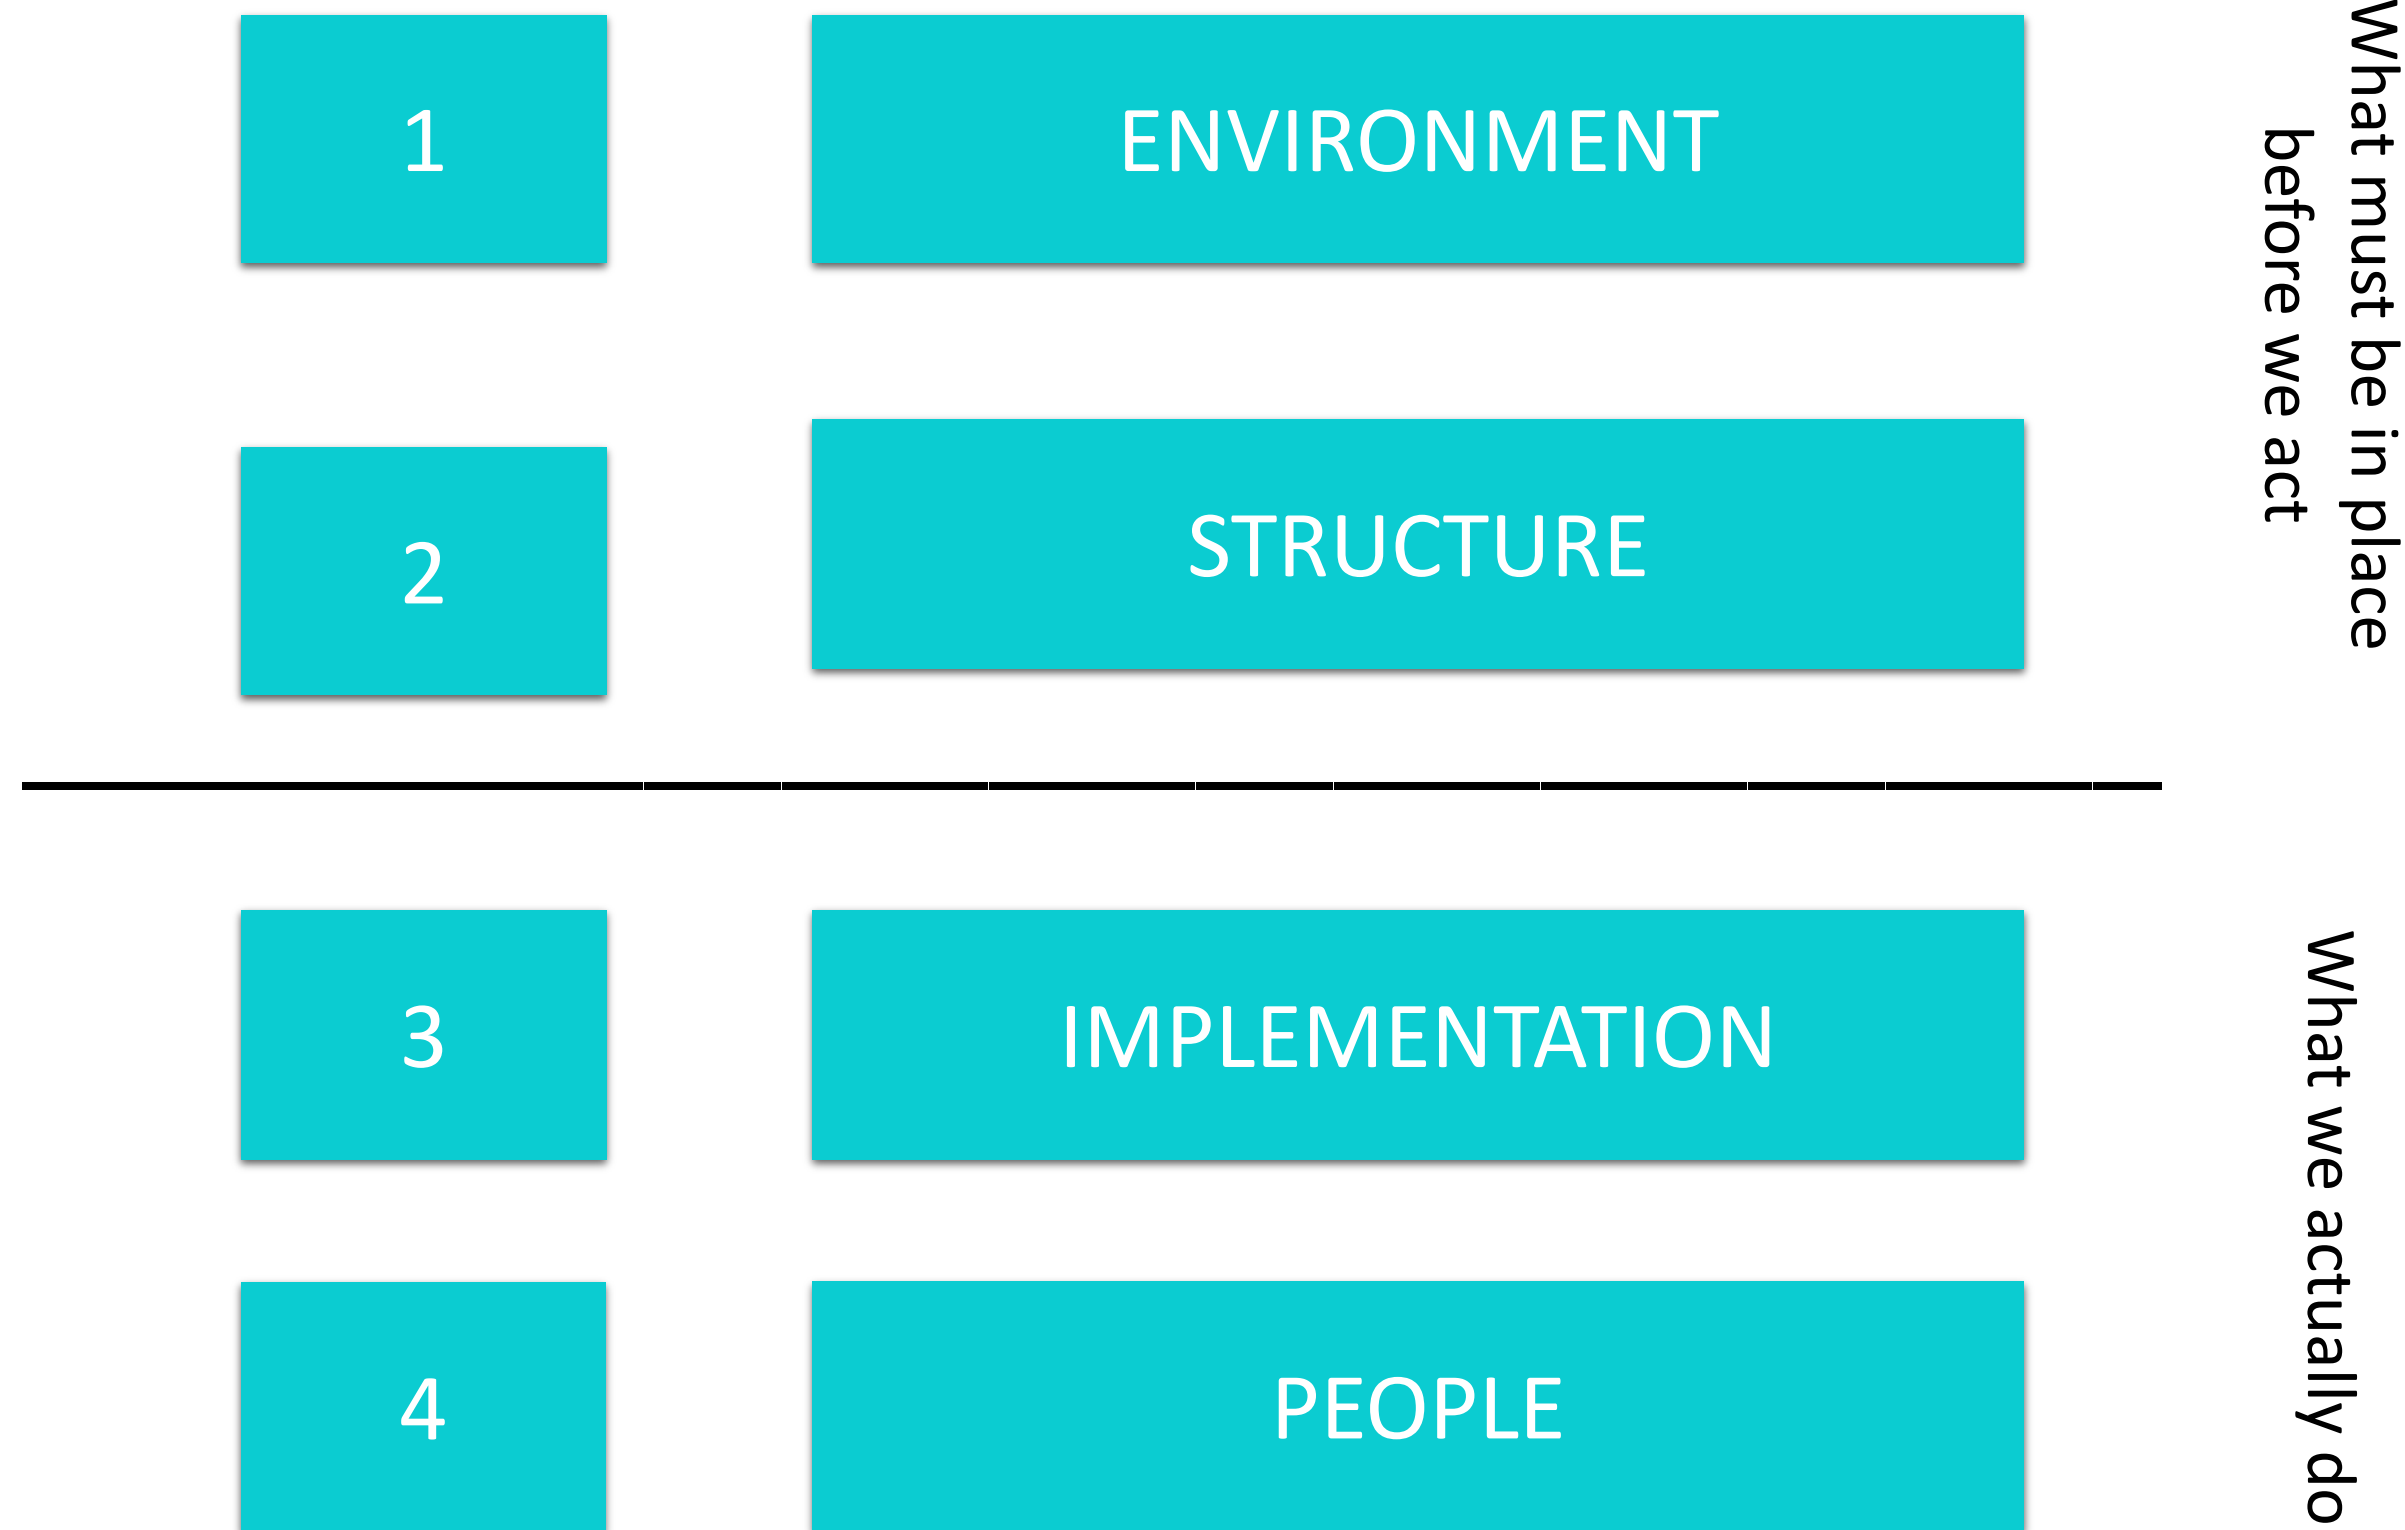 1
ENVIRONMENT
2
STRUCTURE
What must be in place
before we act
3
IMPLEMENTATION
4
PEOPLE
What we actually do